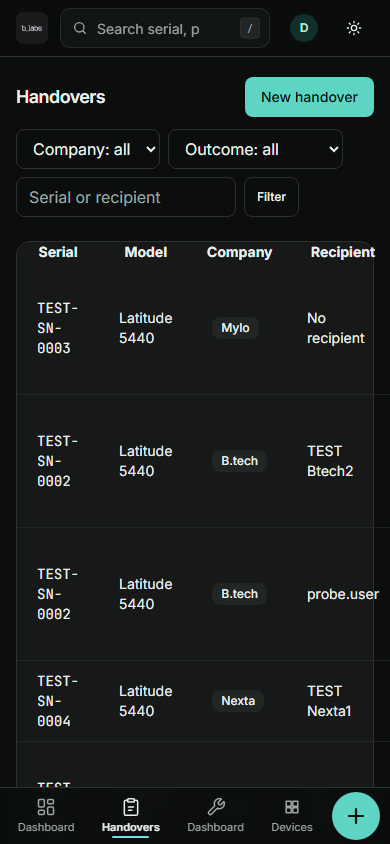 b_labs
Search serial, p
/
D
Handovers
New handover
Company: all
Outcome: all
Serial or recipient
Filter
Serial Model Company Recipient
TEST-
SN-
0003
Latitude
5440
Mylo
No
recipient
TEST-
SN-
0002
Latitude
5440
B.tech
TEST
Btech2
TEST-
SN-
0002
Latitude
5440
B.tech
probe.user
TEST-
SN-
0004
Latitude
5440
Nexta
TEST
Nexta1
Dashboard
Handovers
Dashboard
Devices